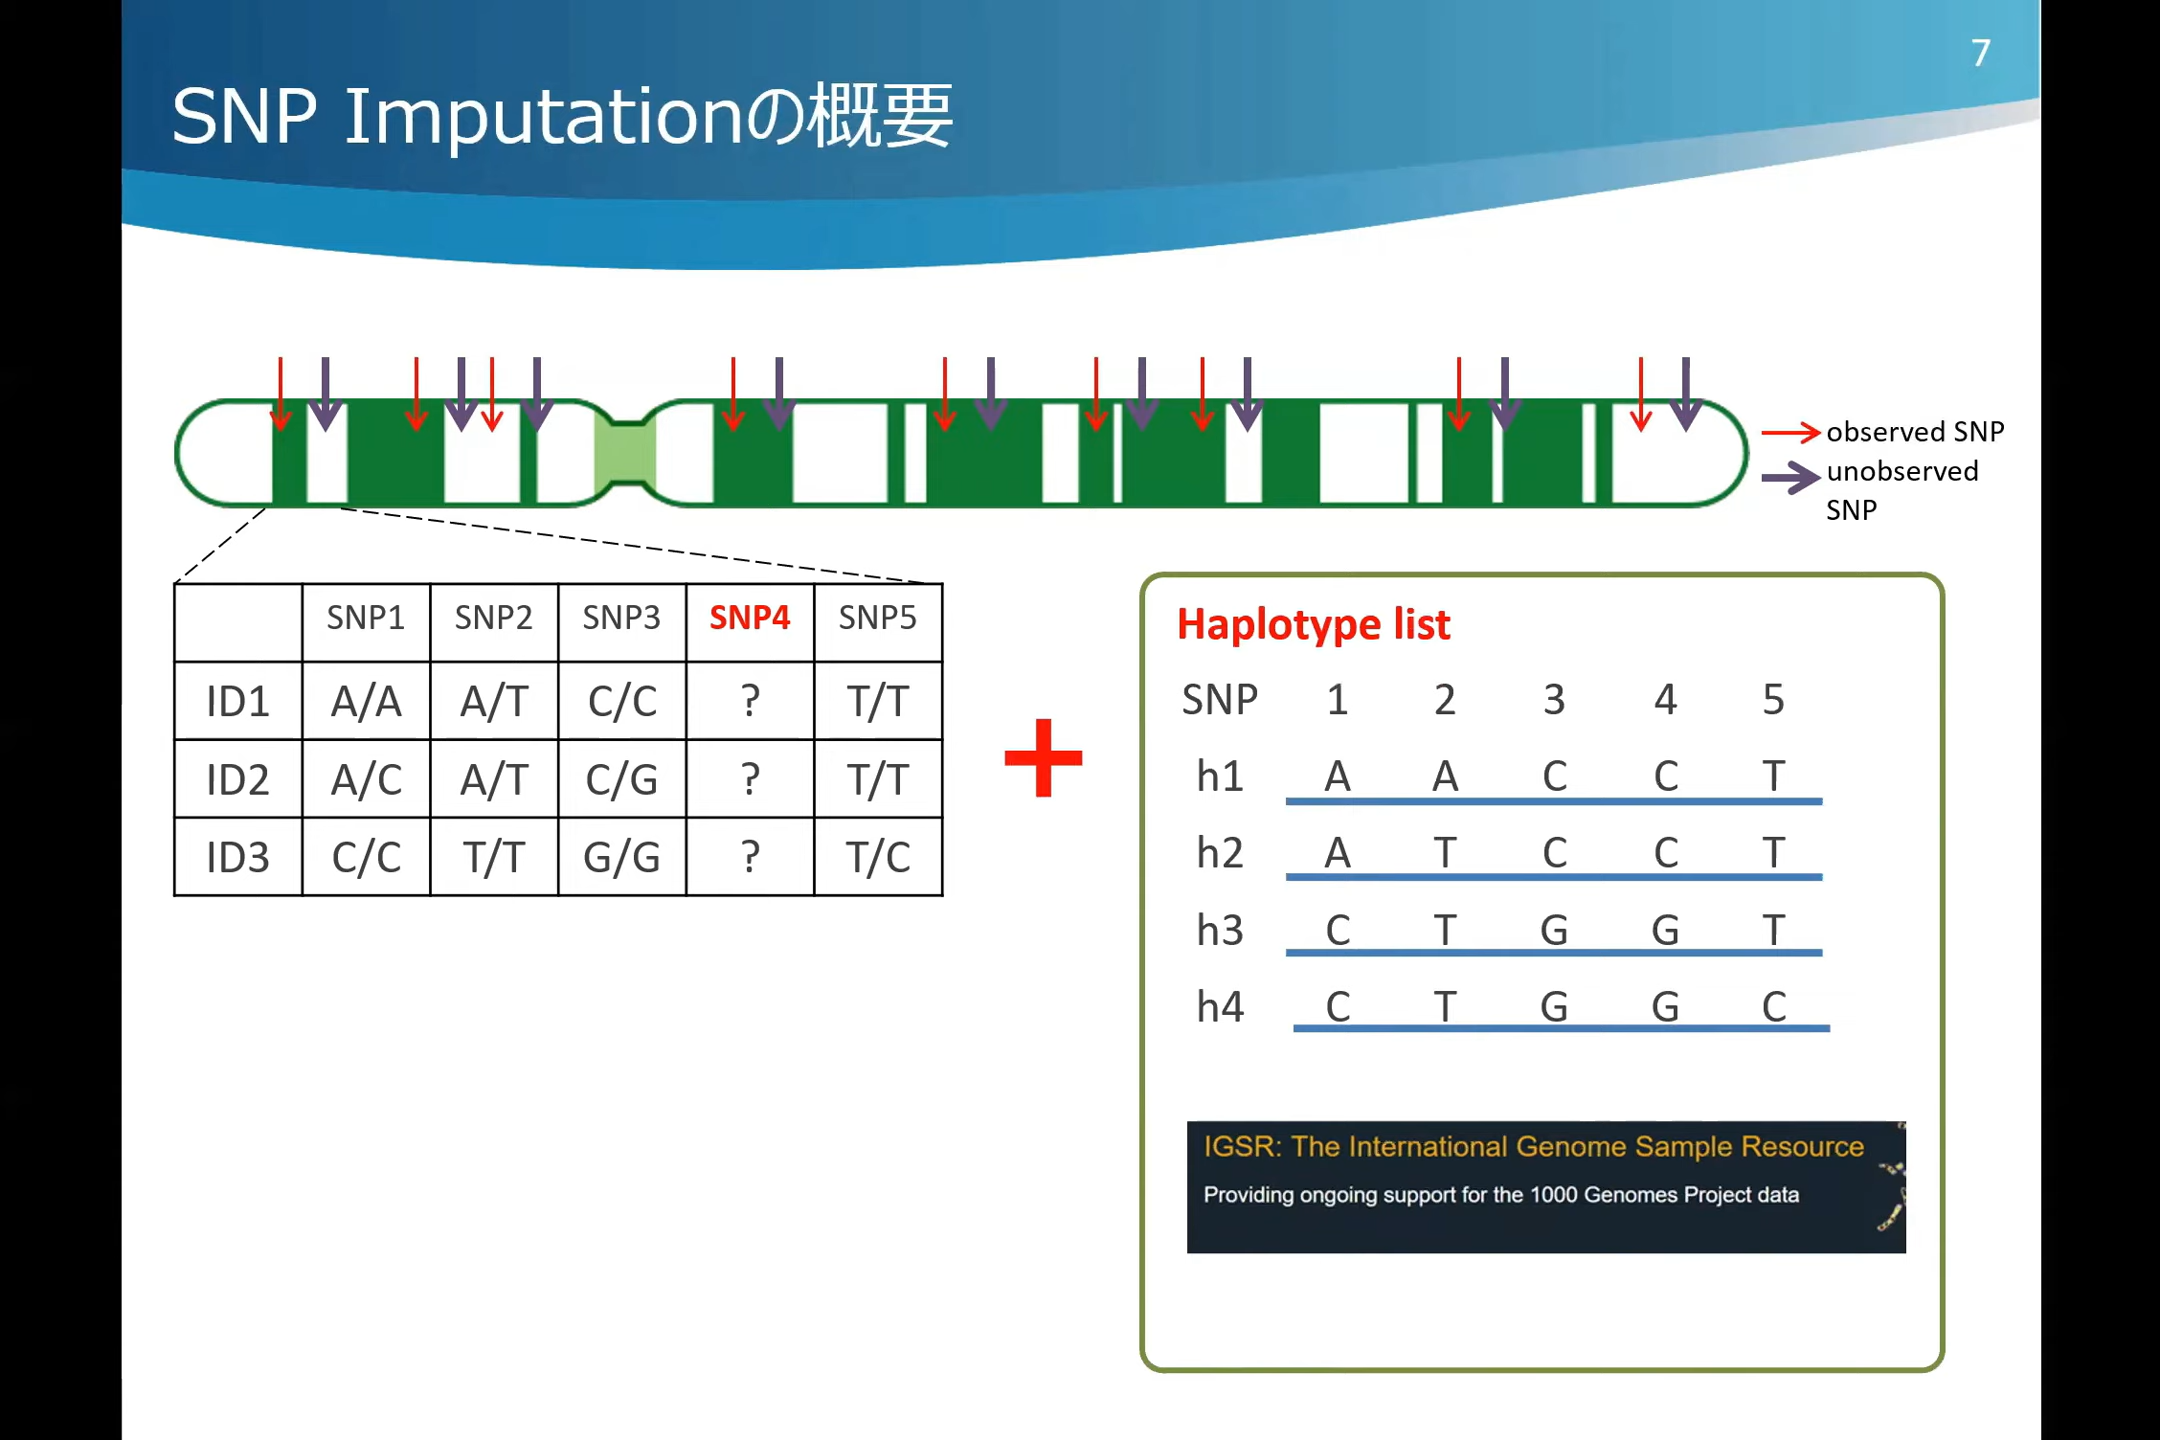 7
SNP Imputationの概要
observed SNP
unobserved
SNP
SNP1 SNP2 SNP3 SNP4 SNP5
ID1 A/A A/T C/C ? T/T
ID2 A/C A/T C/G ? T/T
ID3 C/C T/T G/G ? T/C
+
Haplotype list
SNP 1 2 3 4 5
h1 A A C C T
h2 A T C C T
h3 C T G G T
h4 C T G G C
IGSR: The International Genome Sample Resource
Providing ongoing support for the 1000 Genomes Project data